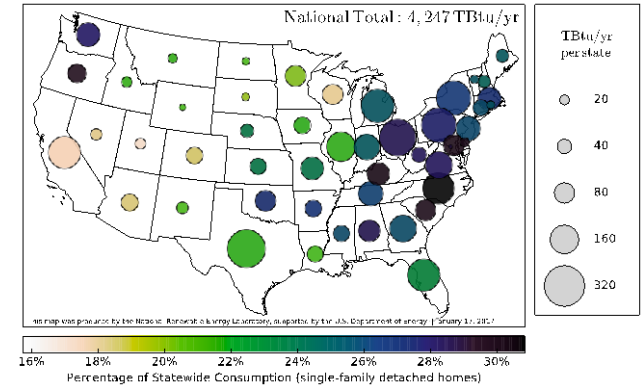 National Total: 4, 247 TBtu/yr
TBtu/yr
per state
20
40
80
160
320
This map was produced by the National Renewable Energy Laboratory, supported by the U.S. Department of Energy. | January 17, 2017
16% 18% 20% 22% 24% 26% 28% 30%
Percentage of Statewide Consumption (single-family detached homes)